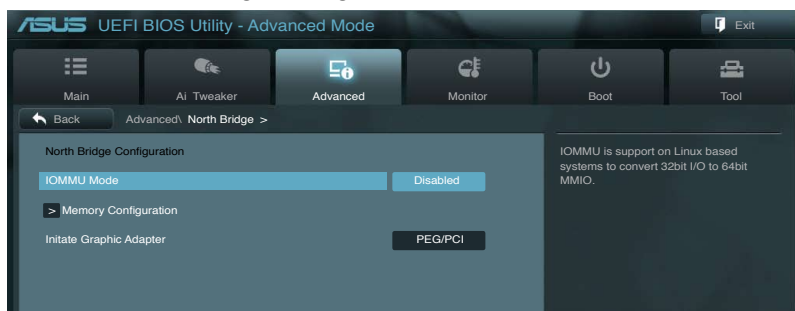 ASUS UEFI BIOS Utility - Advanced Mode Exit
Main Ai Tweaker Advanced Monitor Boot Tool
Back Advanced\ North Bridge >
North Bridge Configuration
IOMMU Mode Disabled
> Memory Configuration
Initate Graphic Adapter PEG/PCI
IOMMU is support on Linux based
systems to convert 32bit I/O to 64bit
MMIO.